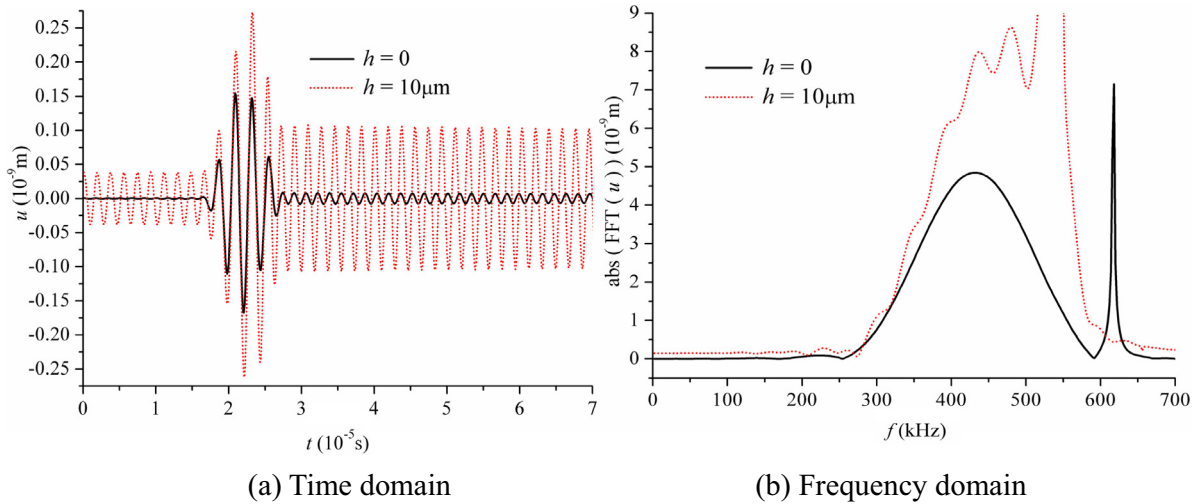 0.25
0.20
0.15
0.10
0.05
0.00
-0.05
-0.10
-0.15
-0.20
-0.25
u (10⁻⁹m)
h = 0
h = 10μm
0 1 2 3 4 5 6 7
t (10⁻⁵s)
(a) Time domain
9
8
7
6
5
4
3
2
1
0
abs ( FFT ( u ) ) (10⁻⁹m)
h = 0
h = 10μm
0 100 200 300 400 500 600 700
f (kHz)
(b) Frequency domain